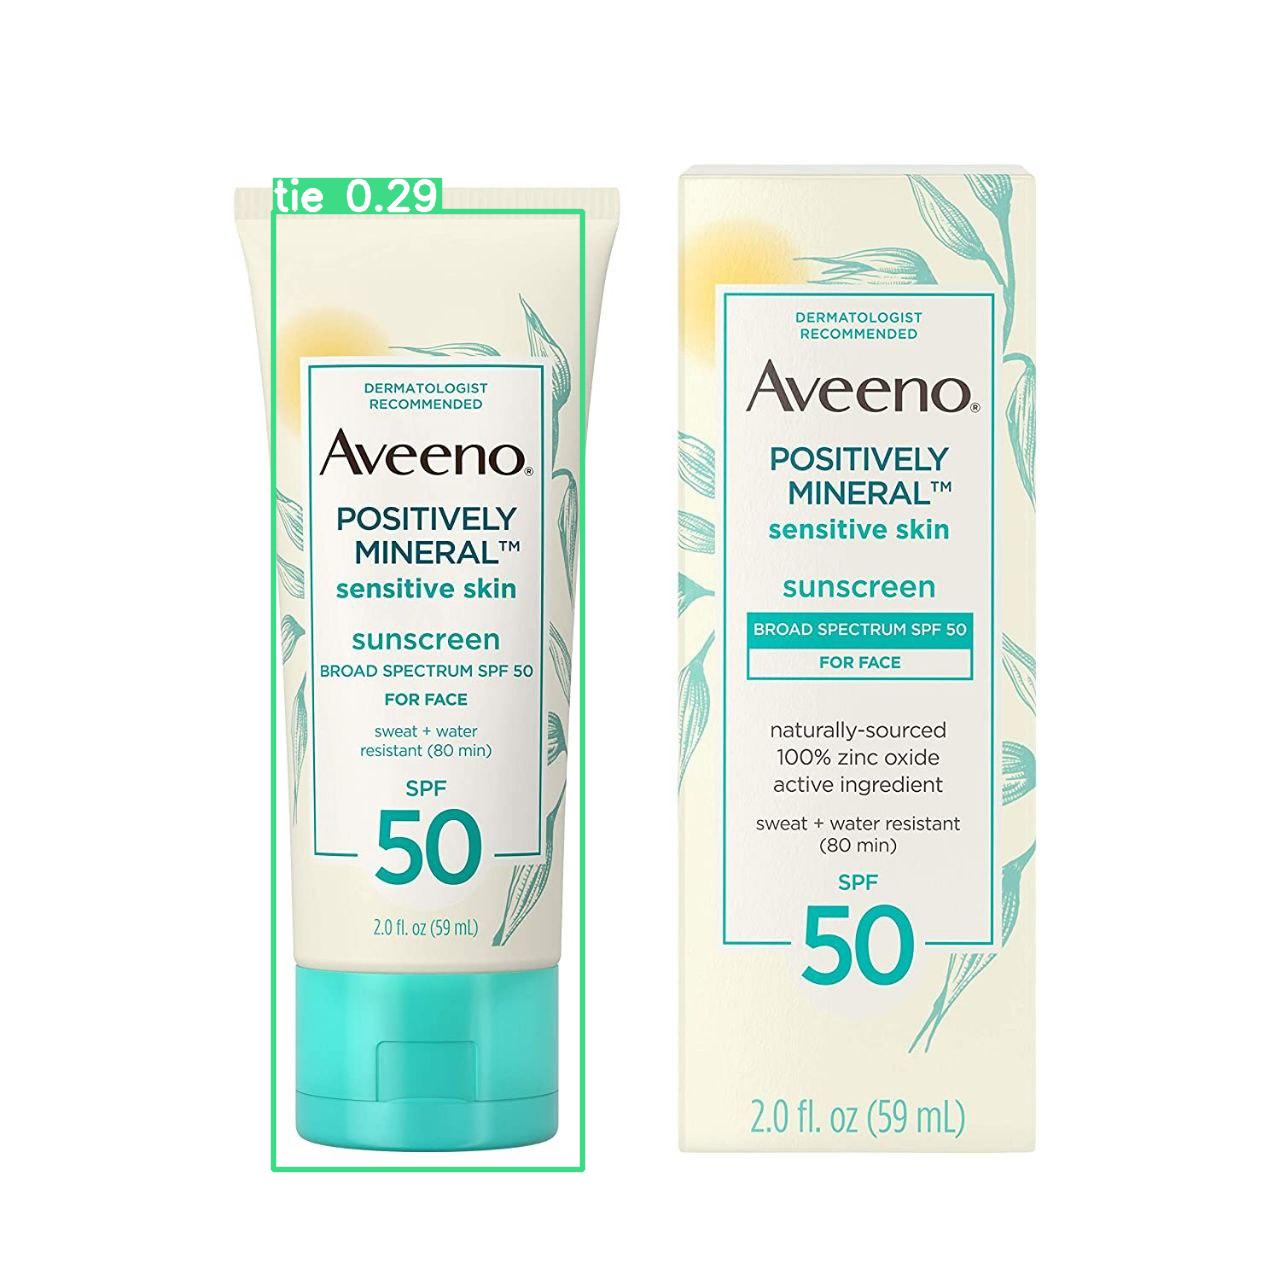 tie 0.29
DERMATOLOGIST
RECOMMENDED
Aveeno®
POSITIVELY
MINERAL™
sensitive skin
sunscreen
BROAD SPECTRUM SPF 50
FOR FACE
sweat + water
resistant (80 min)
SPF
50
2.0 fl. oz (59 mL)
DERMATOLOGIST
RECOMMENDED
Aveeno®
POSITIVELY
MINERAL™
sensitive skin
sunscreen
BROAD SPECTRUM SPF 50
FOR FACE
naturally-sourced
100% zinc oxide
active ingredient
sweat + water resistant
(80 min)
SPF
50
2.0 fl. oz (59 mL)